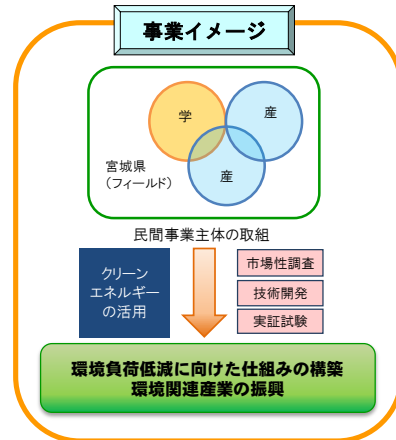 事業イメージ
学
産
産
宮城県
(フィールド)
民間事業主体の取組
クリーン
エネルギー
の活用
市場性調査
技術開発
実証試験
環境負荷低減に向けた仕組みの構築
環境関連産業の振興